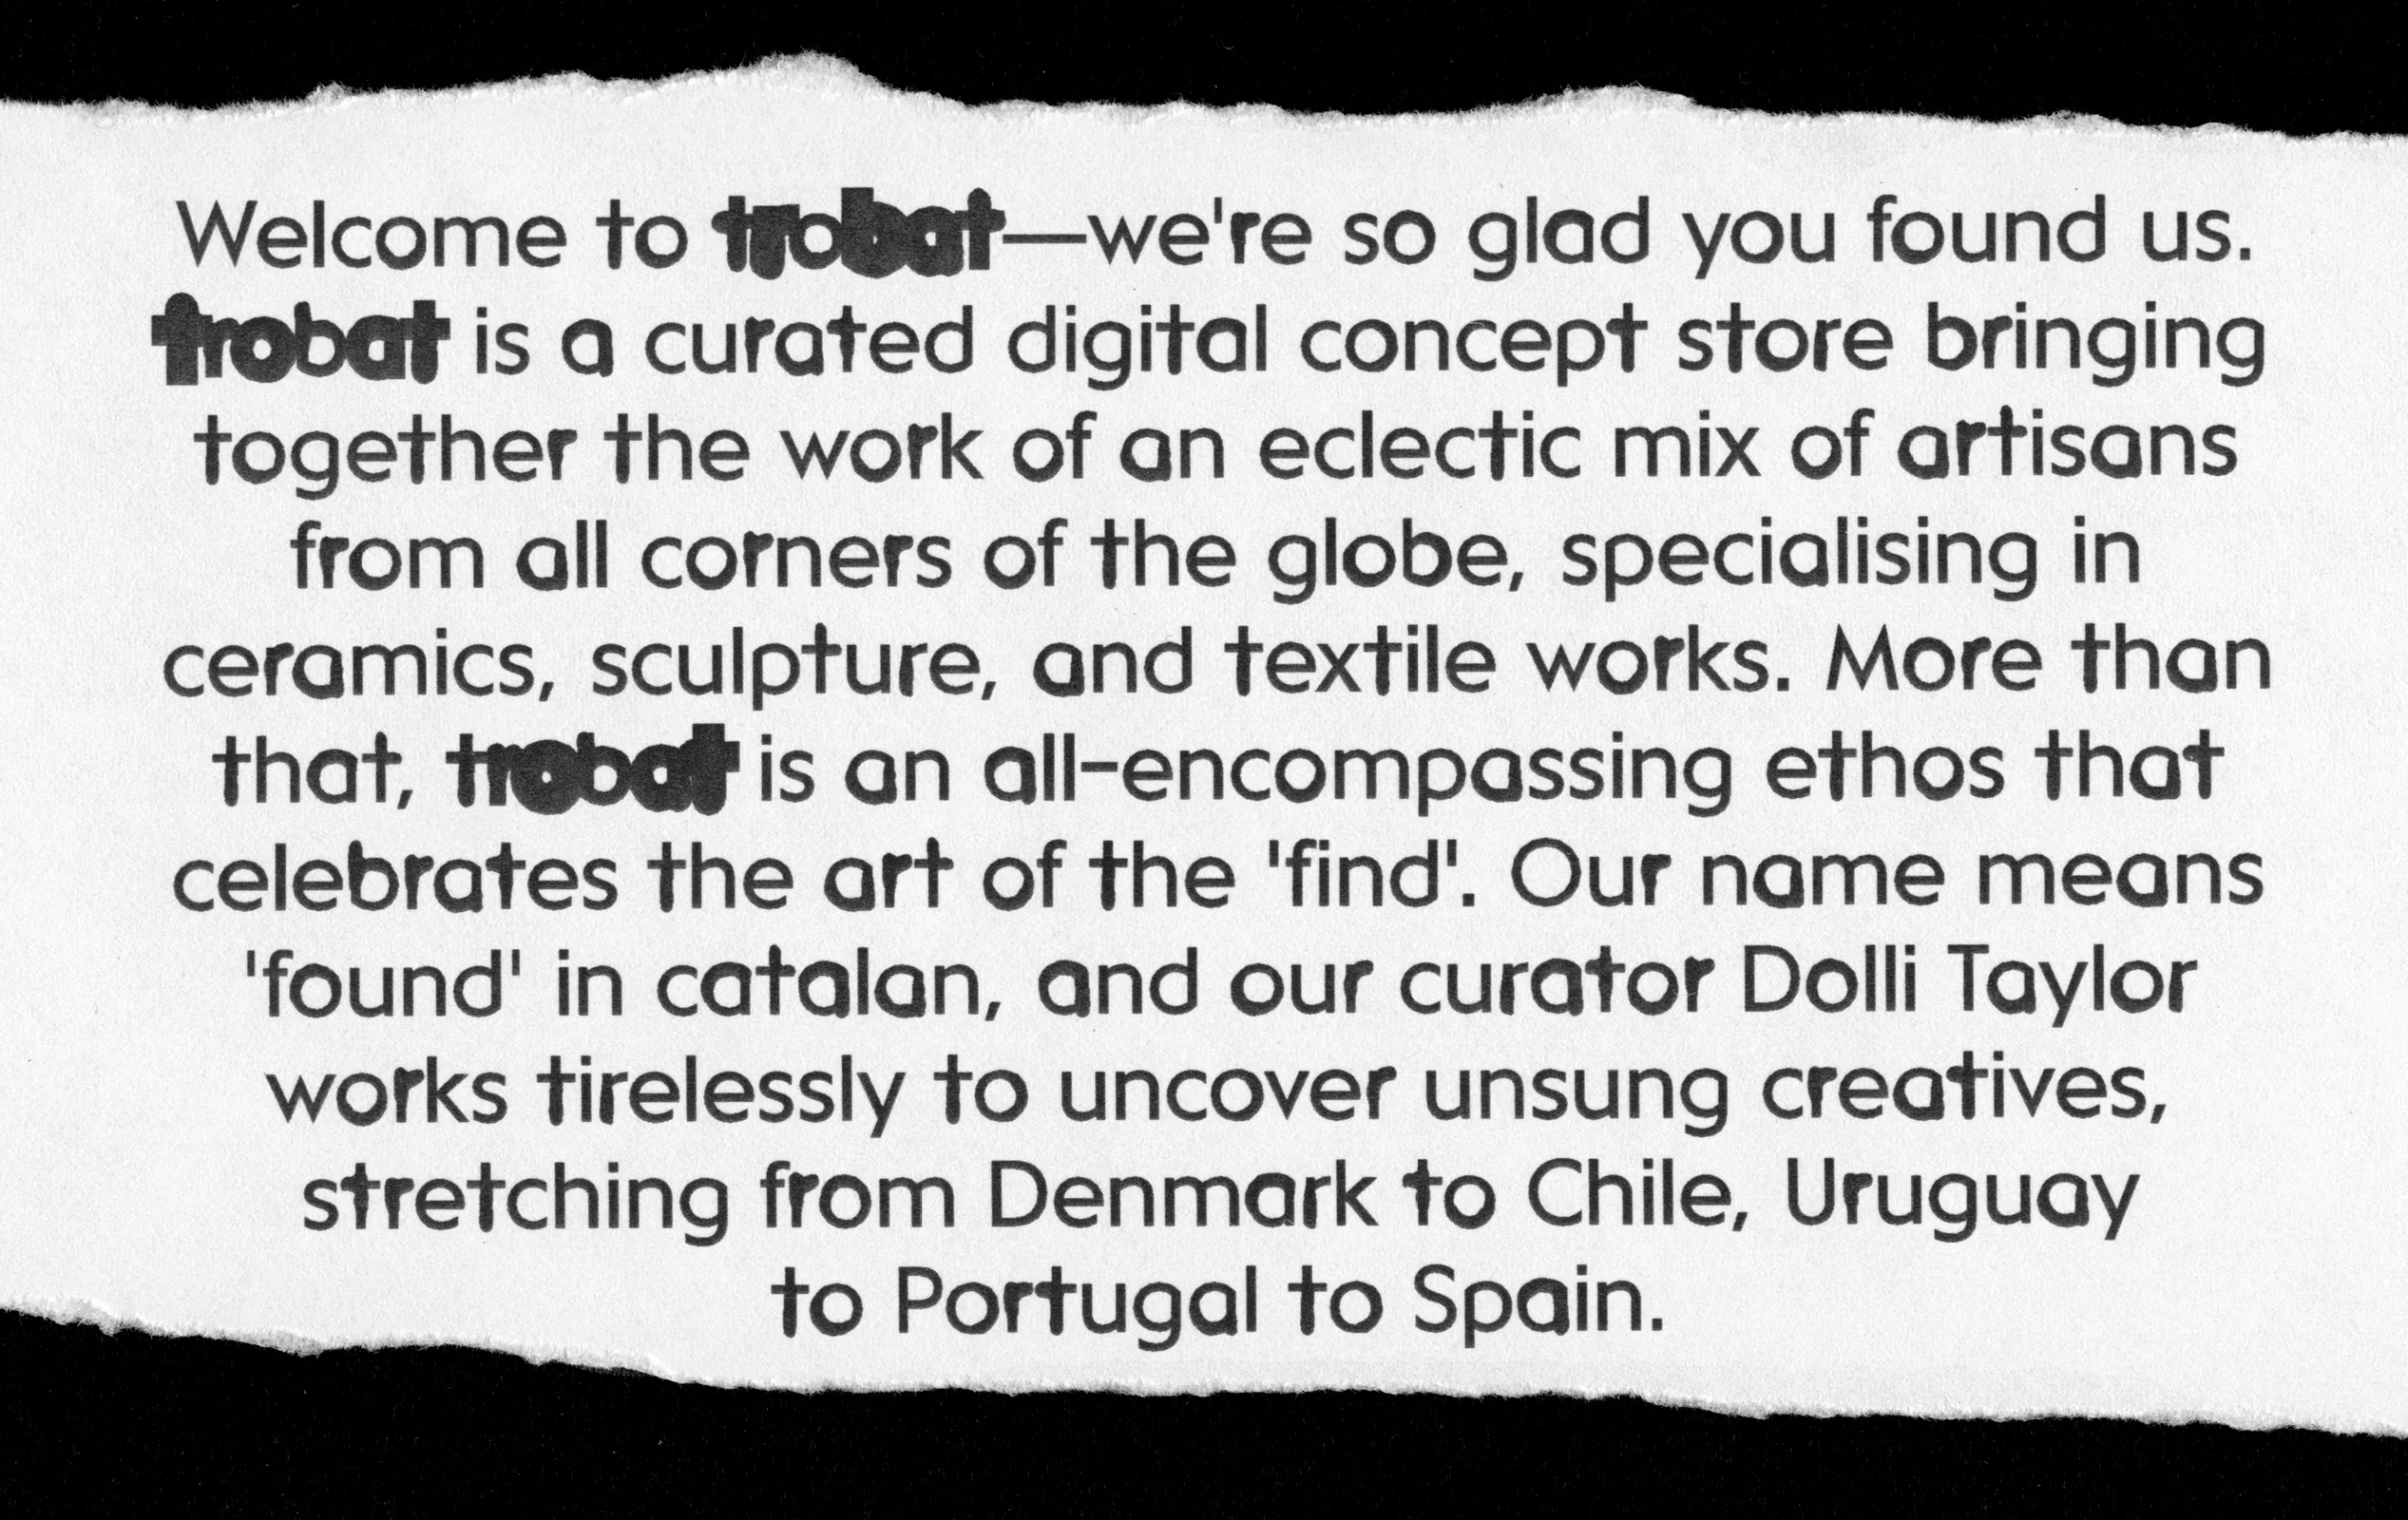 Welcome to trobat—we're so glad you found us.
trobat is a curated digital concept store bringing
together the work of an eclectic mix of artisans
from all corners of the globe, specialising in
ceramics, sculpture, and textile works. More than
that, trobat is an all-encompassing ethos that
celebrates the art of the 'find'. Our name means
'found' in catalan, and our curator Dolli Taylor
works tirelessly to uncover unsung creatives,
stretching from Denmark to Chile, Uruguay
to Portugal to Spain.